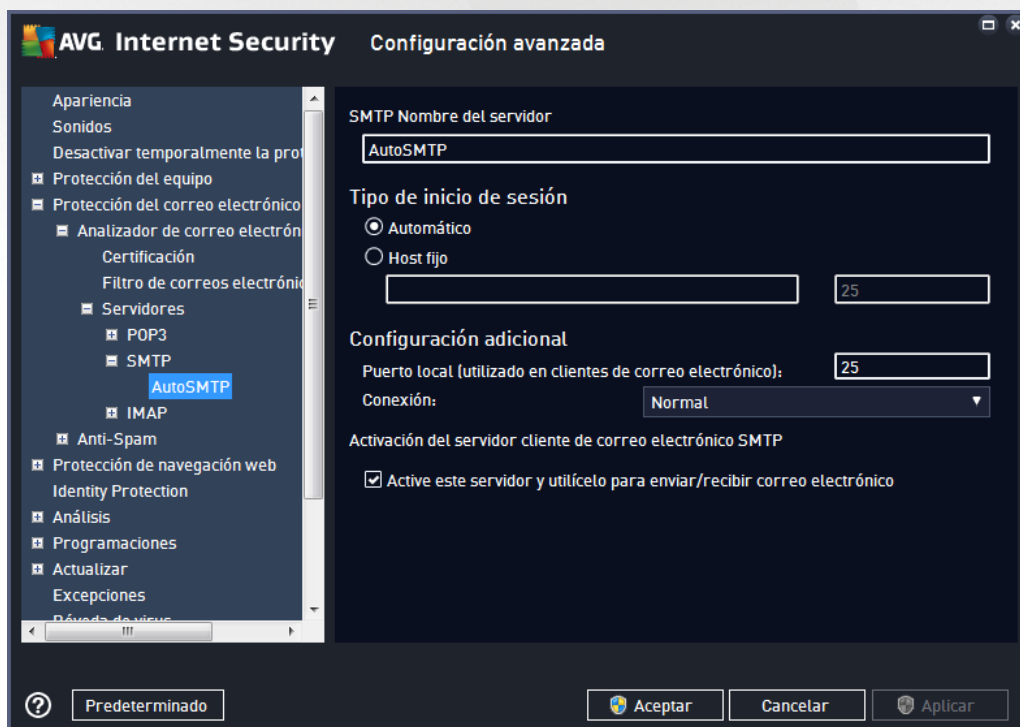 AVG. Internet Security Configuración avanzada
Apariencia
Sonidos
Desactivar temporalmente la prot
Protección del equipo
Protección del correo electrónico
Analizador de correo electrón
Certificación
Filtro de correos electrónic
Servidores
POP3
SMTP
AutoSMTP
IMAP
Anti-Spam
Protección de navegación web
Identity Protection
Análisis
Programaciones
Actualizar
Excepciones
Bóveda de virus
SMTP Nombre del servidor
AutoSMTP
Tipo de inicio de sesión
Automático
Host fijo
25
Configuración adicional
Puerto local (utilizado en clientes de correo electrónico): 25
Conexión: Normal
Activación del servidor cliente de correo electrónico SMTP
Active este servidor y utilícelo para enviar/recibir correo electrónico
? Predeterminado Aceptar Cancelar Aplicar